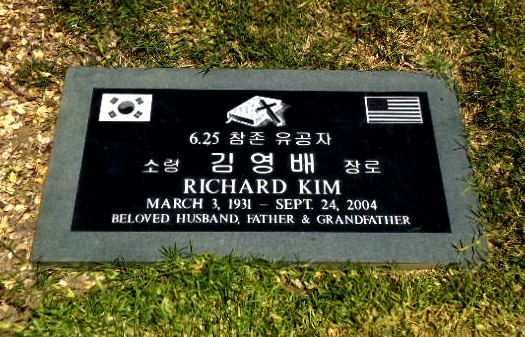 6.25 참존 유공자
소령 김영배 장로
RICHARD KIM
MARCH 3, 1931 – SEPT. 24, 2004
BELOVED HUSBAND, FATHER & GRANDFATHER